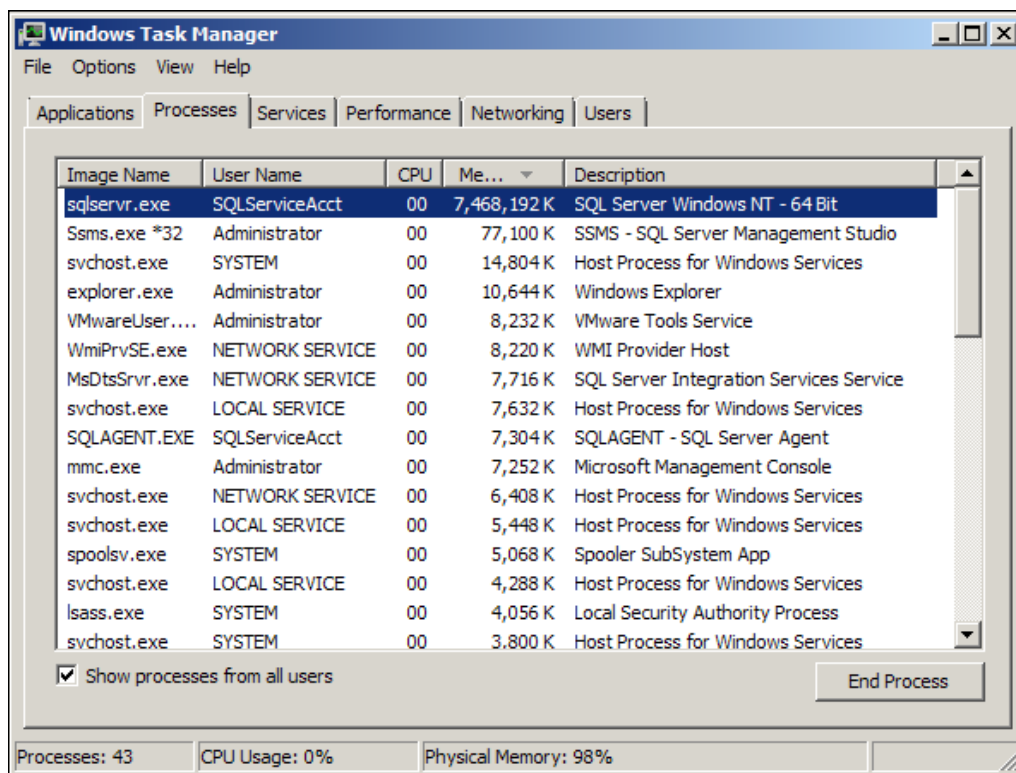 Windows Task Manager
File Options View Help
Applications Processes Services Performance Networking Users
Image Name User Name CPU Me... Description
sqlservr.exe SQLServiceAcct 00 7,468,192 K SQL Server Windows NT - 64 Bit
Ssms.exe *32 Administrator 00 77,100 K SSMS - SQL Server Management Studio
svchost.exe SYSTEM 00 14,804 K Host Process for Windows Services
explorer.exe Administrator 00 10,644 K Windows Explorer
VMwareUser.... Administrator 00 8,232 K VMware Tools Service
WmiPrvSE.exe NETWORK SERVICE 00 8,220 K WMI Provider Host
MsDtsSrvr.exe NETWORK SERVICE 00 7,716 K SQL Server Integration Services Service
svchost.exe LOCAL SERVICE 00 7,632 K Host Process for Windows Services
SQLAGENT.EXE SQLServiceAcct 00 7,304 K SQLAGENT - SQL Server Agent
mmc.exe Administrator 00 7,252 K Microsoft Management Console
svchost.exe NETWORK SERVICE 00 6,408 K Host Process for Windows Services
svchost.exe LOCAL SERVICE 00 5,448 K Host Process for Windows Services
spoolsv.exe SYSTEM 00 5,068 K Spooler SubSystem App
svchost.exe LOCAL SERVICE 00 4,288 K Host Process for Windows Services
lsass.exe SYSTEM 00 4,056 K Local Security Authority Process
svchost.exe SYSTEM 00 3,800 K Host Process for Windows Services
Show processes from all users
End Process
Processes: 43 CPU Usage: 0% Physical Memory: 98%